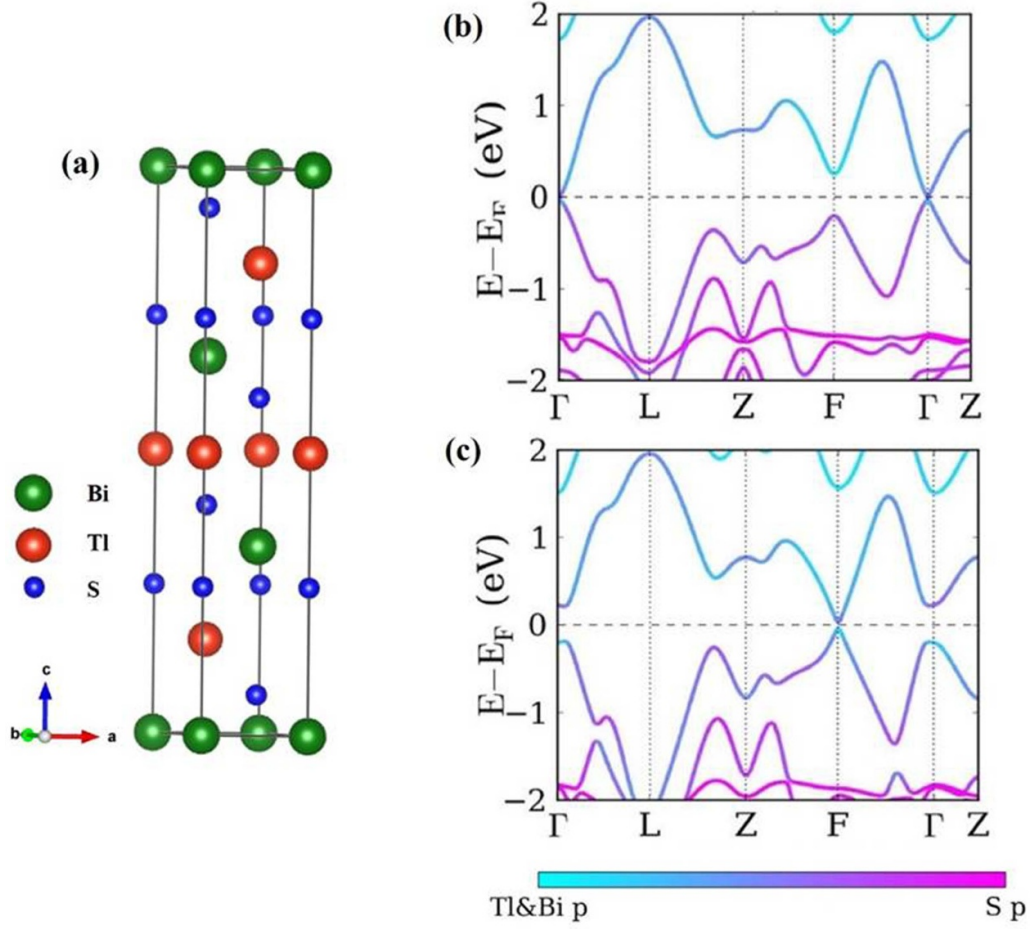 (a)
Bi
Tl
S
c
b
a
(b)
E−E_F (eV)
2
1
0
−1
−2
Γ L Z F Γ Z
(c)
E−E_F (eV)
2
1
0
−1
−2
Γ L Z F Γ Z
Tl&Bi p S p